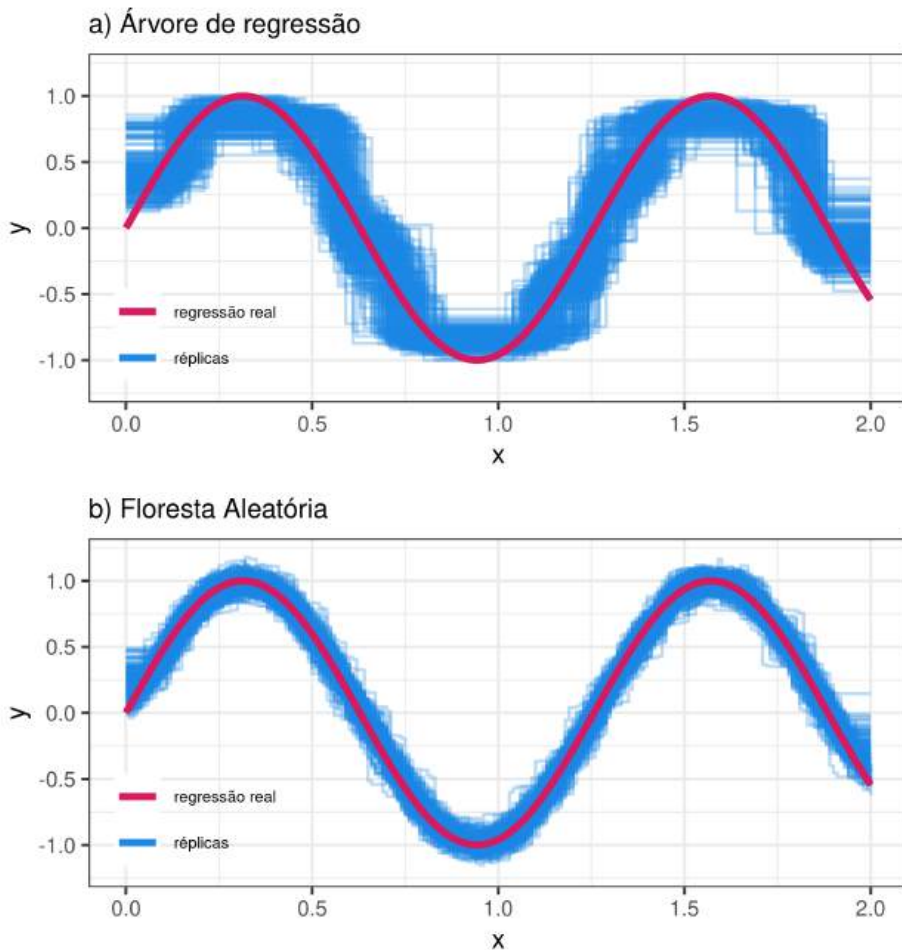 a) Árvore de regressão
1.0
0.5
0.0
-0.5
-1.0
y
regressão real
réplicas
0.0 0.5 1.0 1.5 2.0
x
b) Floresta Aleatória
1.0
0.5
0.0
-0.5
-1.0
y
regressão real
réplicas
0.0 0.5 1.0 1.5 2.0
x